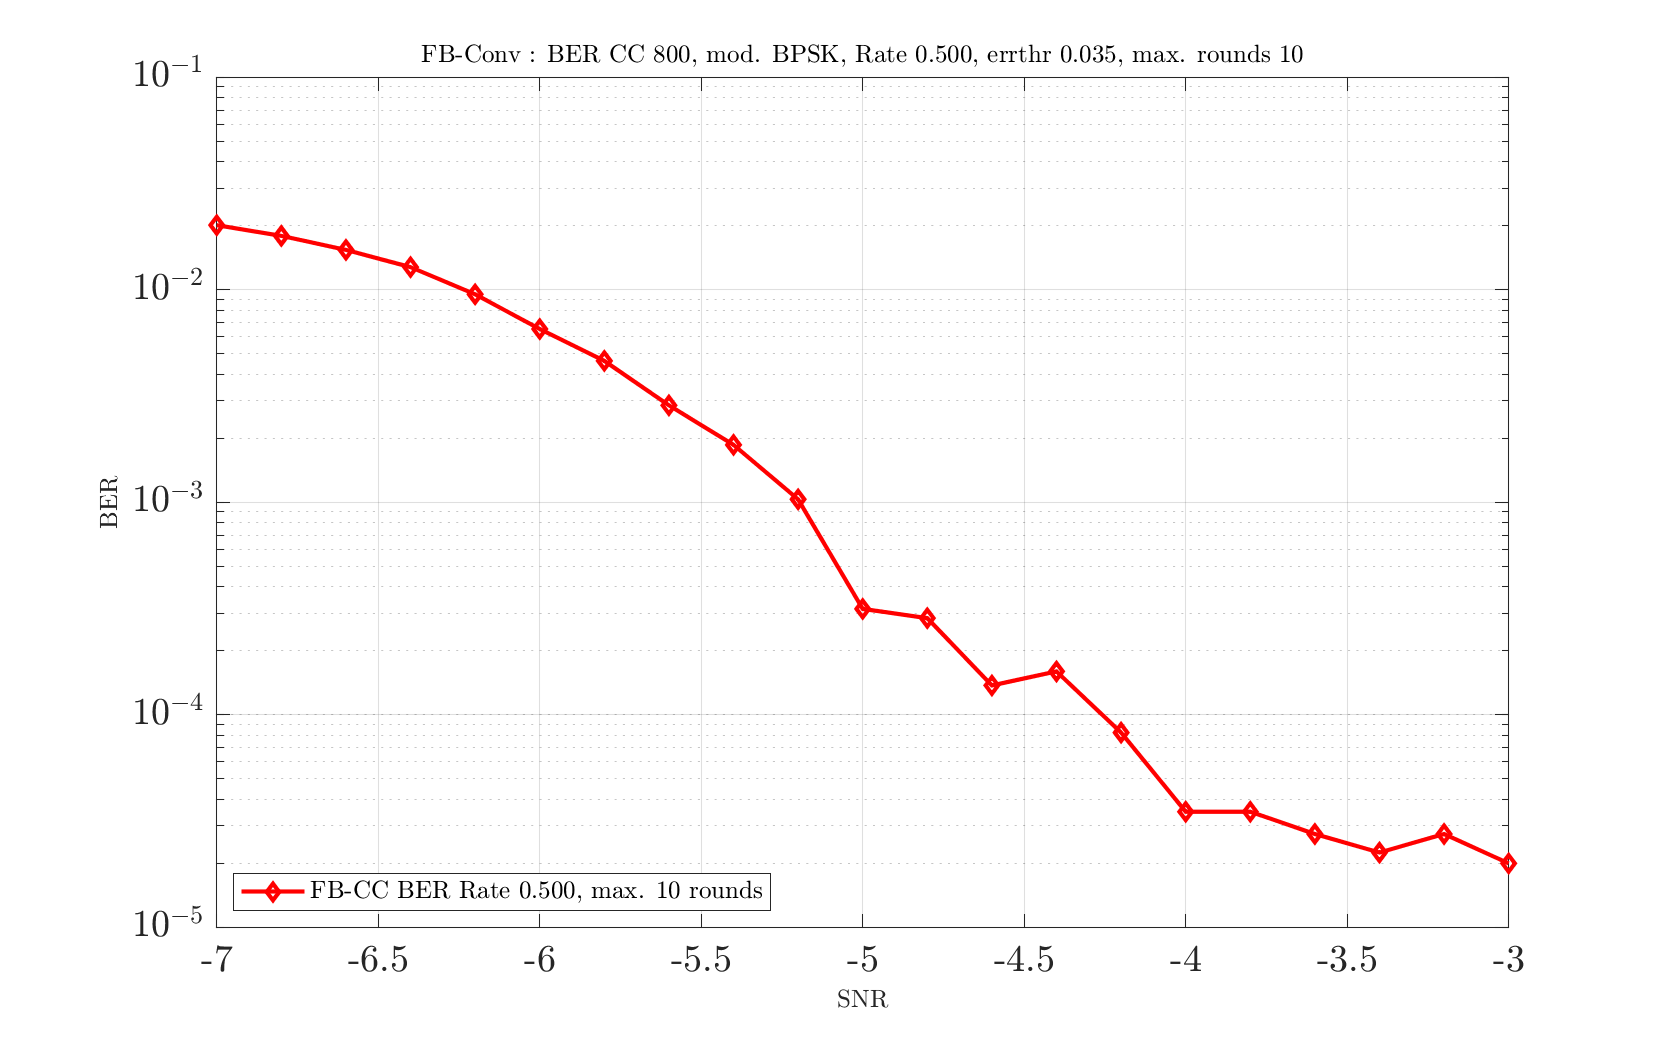 FB-Conv : BER CC 800, mod. BPSK, Rate 0.500, errthr 0.035, max. rounds 10
10⁻¹
10⁻²
10⁻³
10⁻⁴
10⁻⁵
BER
FB-CC BER Rate 0.500, max. 10 rounds
-7 -6.5 -6 -5.5 -5 -4.5 -4 -3.5 -3
SNR